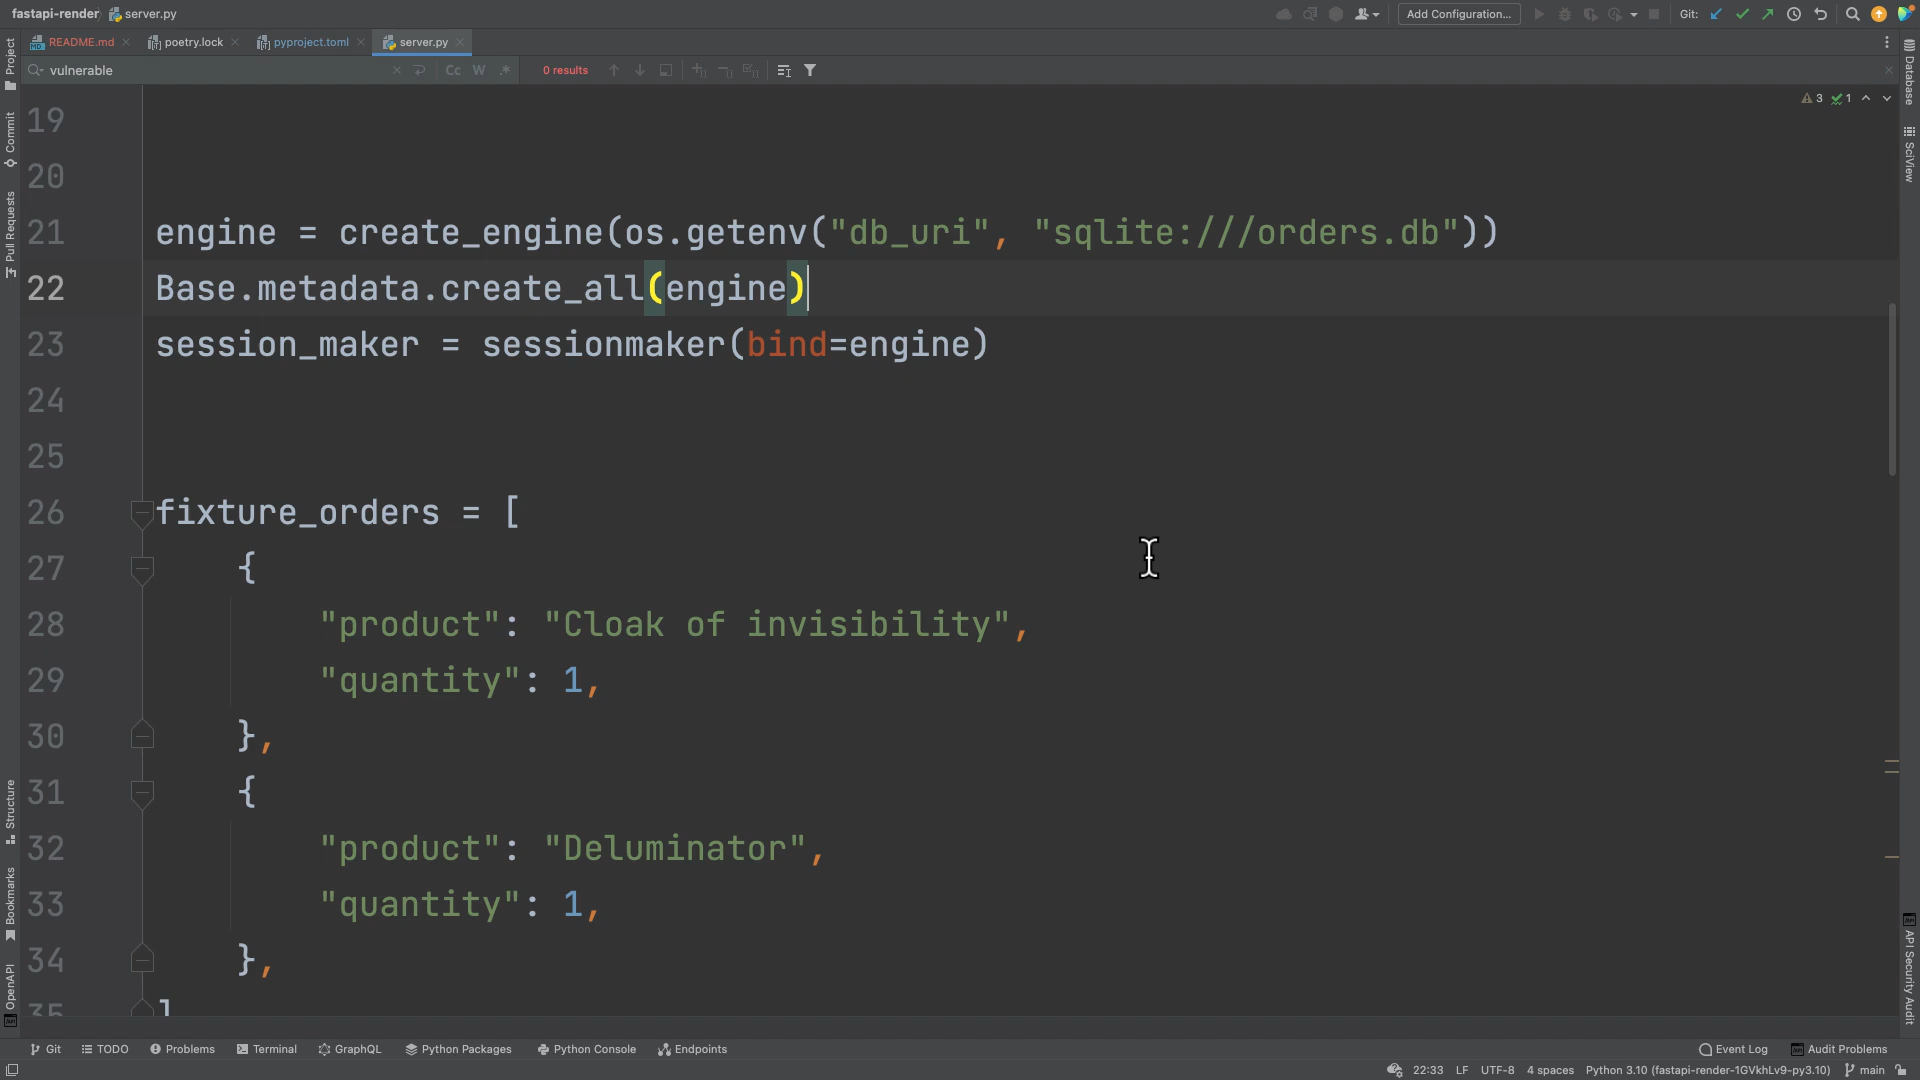 fastapi-render server.py Add Configuration... Git:
README.md poetry.lock pyproject.toml server.py
vulnerable Cc W .* 0 results
3 1
19
20
21 engine = create_engine(os.getenv("db_uri", "sqlite:///orders.db"))
22 Base.metadata.create_all(engine)
23 session_maker = sessionmaker(bind=engine)
24
25
26 fixture_orders = [
27 {
28 "product": "Cloak of invisibility",
29 "quantity": 1,
30 },
31 {
32 "product": "Deluminator",
33 "quantity": 1,
34 },
35 ]
Project
Commit
Pull Requests
Structure
Bookmarks
OpenAPI
Database
SciView
API Security Audit
Git TODO Problems Terminal GraphQL Python Packages Python Console Endpoints Event Log Audit Problems
22:33 LF UTF-8 4 spaces Python 3.10 (fastapi-render-1GVkhLv9-py3.10) main